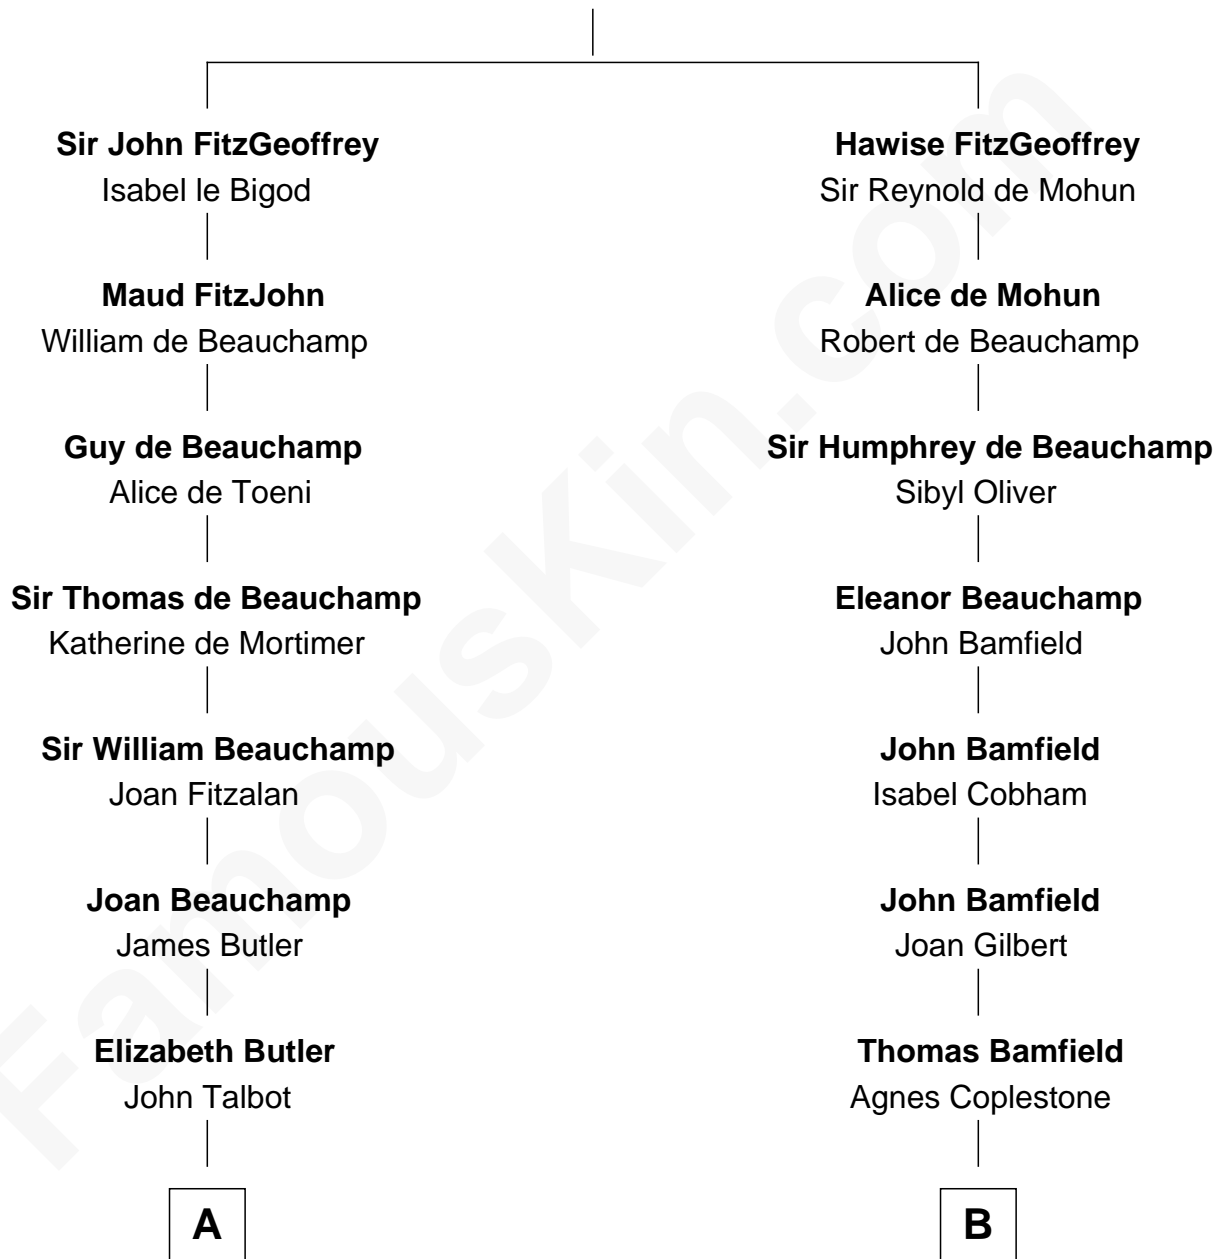 Sir John FitzGeoffrey
Isabel le Bigod
Maud FitzJohn
William de Beauchamp
Guy de Beauchamp
Alice de Toeni
Sir Thomas de Beauchamp
Katherine de Mortimer
Sir William Beauchamp
Joan Fitzalan
Joan Beauchamp
James Butler
Elizabeth Butler
John Talbot
A
Hawise FitzGeoffrey
Sir Reynold de Mohun
Alice de Mohun
Robert de Beauchamp
Sir Humphrey de Beauchamp
Sibyl Oliver
Eleanor Beauchamp
John Bamfield
John Bamfield
Isabel Cobham
John Bamfield
Joan Gilbert
Thomas Bamfield
Agnes Coplestone
B
FamousKin.com